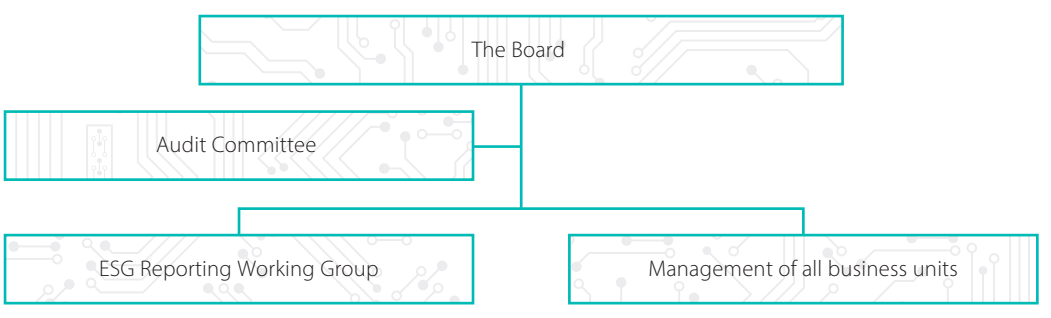 The Board
Audit Committee
ESG Reporting Working Group
Management of all business units